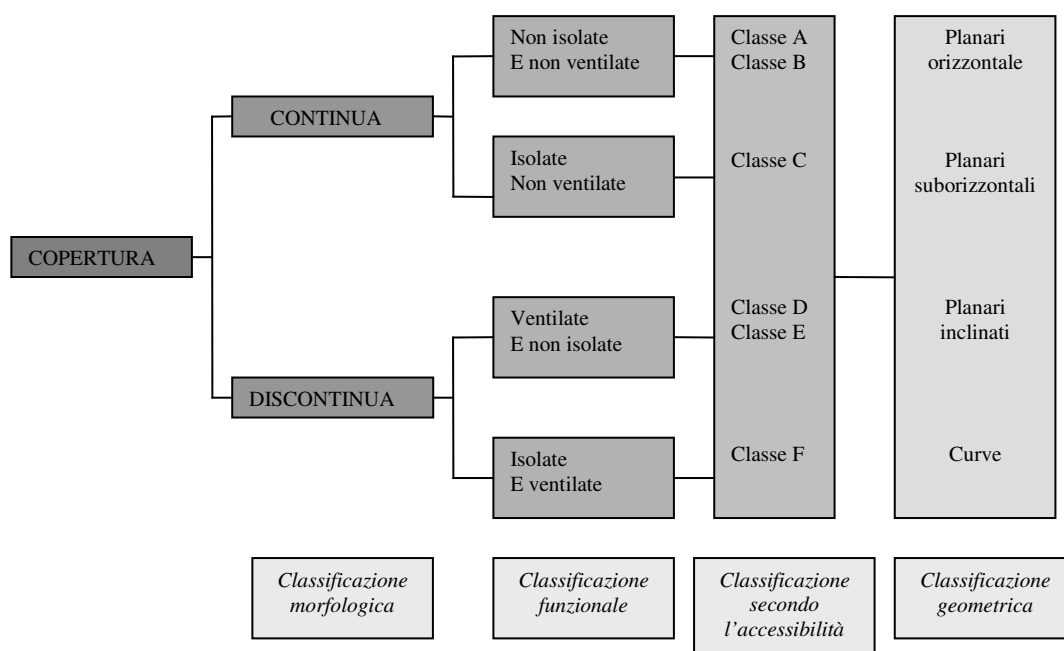 COPERTURA
CONTINUA
DISCONTINUA
Non isolate
E non ventilate
Isolate
Non ventilate
Ventilate
E non isolate
Isolate
E ventilate
Classe A
Classe B
Classe C
Classe D
Classe E
Classe F
Planari
orizzontale
Planari
suborizzontali
Planari
inclinati
Curve
Classificazione
morfologica
Classificazione
funzionale
Classificazione
secondo
l’accessibilità
Classificazione
geometrica